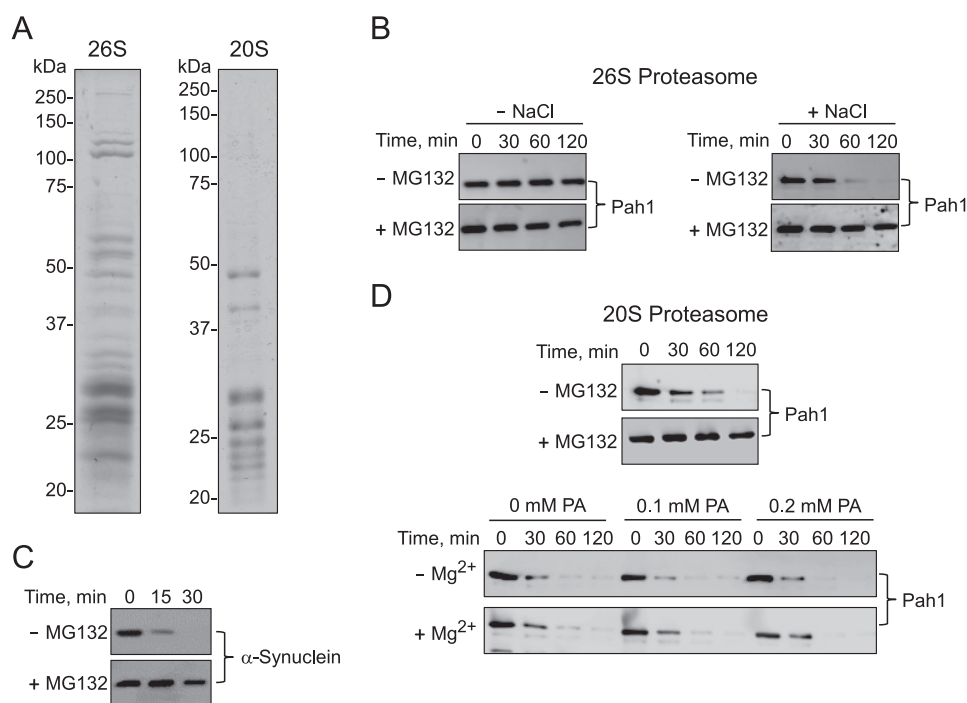 A
26S
20S
kDa
250-
150-
100-
75-
50-
37-
25-
20-
kDa
250-
150-
100-
75-
50-
37-
25-
20-
B
26S Proteasome
– NaCl
+ NaCl
Time, min 0 30 60 120
Time, min 0 30 60 120
– MG132
+ MG132
Pah1
– MG132
+ MG132
Pah1
C
Time, min 0 15 30
– MG132
+ MG132
α-Synuclein
D
20S Proteasome
Time, min 0 30 60 120
– MG132
+ MG132
Pah1
0 mM PA 0.1 mM PA 0.2 mM PA
Time, min 0 30 60 120 0 30 60 120 0 30 60 120
– Mg²⁺
+ Mg²⁺
Pah1